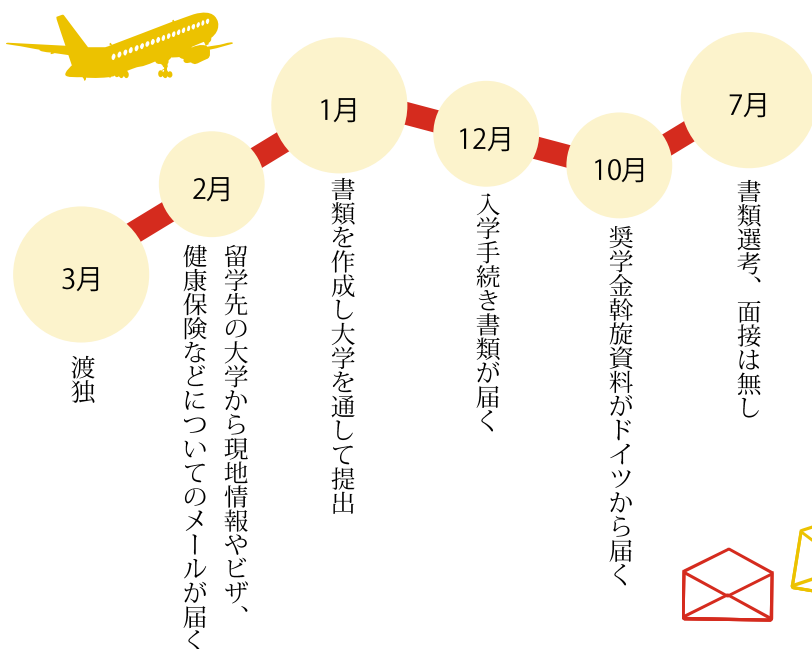 7月
書類選考、面接は無し
10月
奨学金斡旋資料がドイツから届く
12月
入学手続き書類が届く
1月
書類を作成し大学を通して提出
2月
留学先の大学から現地情報やビザ、
健康保険などについてのメールが届く
3月
渡独